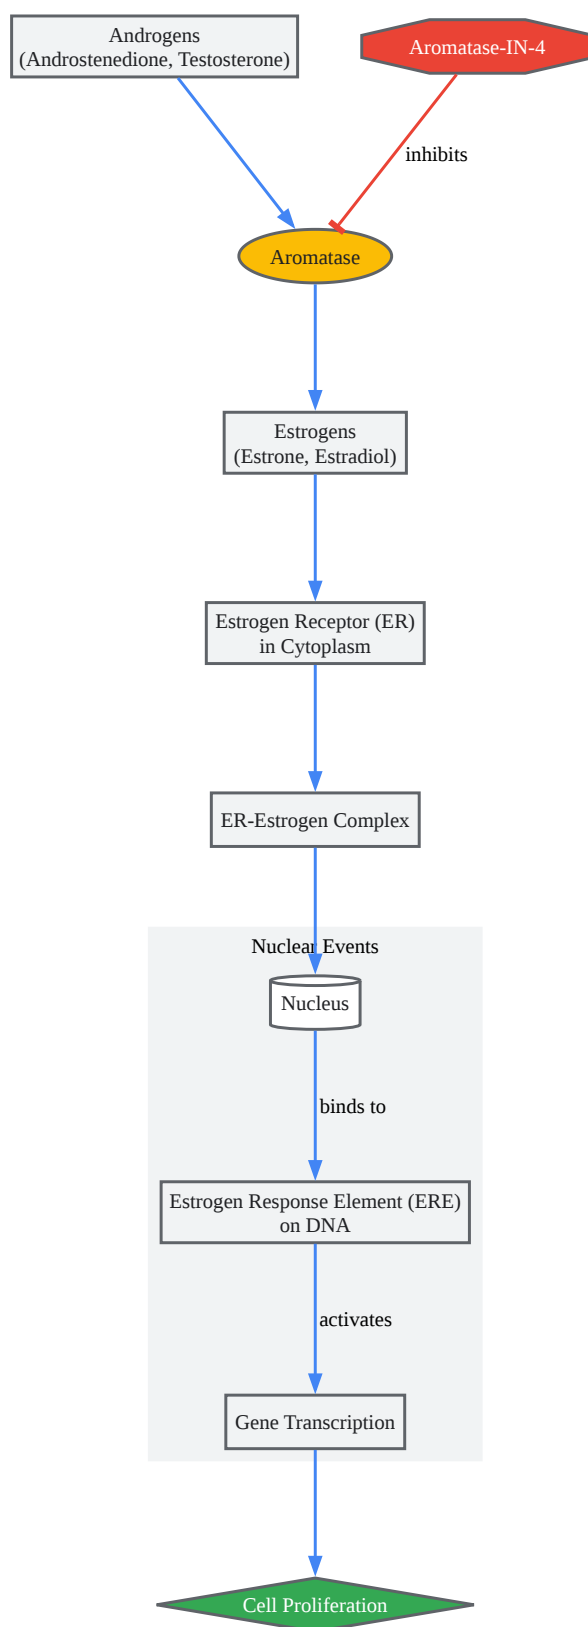 Androgens
(Androstenedione, Testosterone)
Aromatase-IN-4
inhibits
Aromatase
Estrogens
(Estrone, Estradiol)
Estrogen Receptor (ER)
in Cytoplasm
ER-Estrogen Complex
Nuclear Events
Nucleus
binds to
Estrogen Response Element (ERE)
on DNA
activates
Gene Transcription
Cell Proliferation